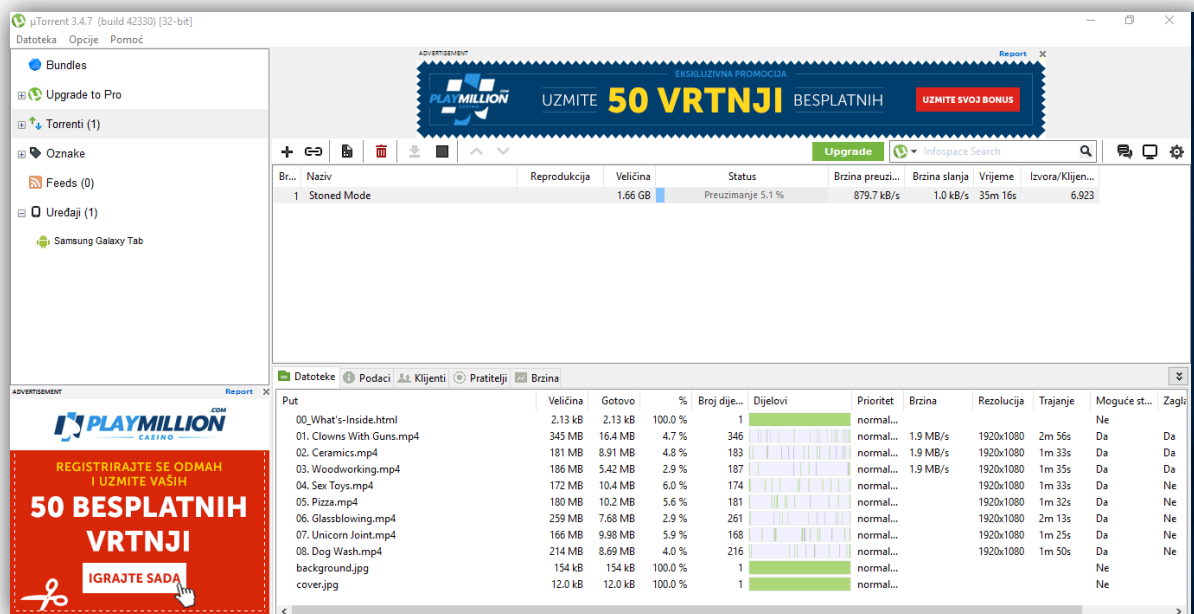 µTorrent 3.4.7 (build 42330) [32-bit]
Datoteka Opcije Pomoć
Bundles
Upgrade to Pro
Torrenti (1)
Oznake
Feeds (0)
Uređaji (1)
Samsung Galaxy Tab
ADVERTISEMENT Report X
PLAYMILLION.COM
CASINO
EKSKLUZIVNA PROMOCIJA
UZMITE 50 VRTNJI BESPLATNIH
UZMITE SVOJ BONUS
Upgrade Infospace Search
Br... Naziv Reprodukcija Veličina Status Brzina preuzi... Brzina slanja Vrijeme Izvora/Klijen...
1 Stoned Mode 1.66 GB Preuzimanje 5.1 % 879.7 kB/s 1.0 kB/s 35m 16s 6.923
ADVERTISEMENT Report X
PLAYMILLION.COM
CASINO
REGISTRIRAJTE SE ODMAH
I UZMITE VAŠIH
50 BESPLATNIH
VRTNJI
IGRAJTE SADA
Datoteke Podaci Klijenti Pratitelji Brzina
Put Veličina Gotovo % Broj dije... Dijelovi Prioritet Brzina Rezolucija Trajanje Moguće st... Zagla
00_What's-Inside.html 2.13 kB 2.13 kB 100.0 % 1 normal... Ne
01. Clowns With Guns.mp4 345 MB 16.4 MB 4.7 % 346 normal... 1.9 MB/s 1920x1080 2m 56s Da Da
02. Ceramics.mp4 181 MB 8.91 MB 4.8 % 183 normal... 1.9 MB/s 1920x1080 1m 33s Da Da
03. Woodworking.mp4 186 MB 5.42 MB 2.9 % 187 normal... 1.9 MB/s 1920x1080 1m 35s Da Da
04. Sex Toys.mp4 172 MB 10.4 MB 6.0 % 174 normal... 1920x1080 1m 33s Da Ne
05. Pizza.mp4 180 MB 10.2 MB 5.6 % 181 normal... 1920x1080 1m 32s Da Ne
06. Glassblowing.mp4 259 MB 7.68 MB 2.9 % 261 normal... 1920x1080 2m 13s Da Ne
07. Unicorn Joint.mp4 166 MB 9.98 MB 5.9 % 168 normal... 1920x1080 1m 25s Da Ne
08. Dog Wash.mp4 214 MB 8.69 MB 4.0 % 216 normal... 1920x1080 1m 50s Da Ne
background.jpg 154 kB 154 kB 100.0 % 1 normal... Ne
cover.jpg 12.0 kB 12.0 kB 100.0 % 1 normal... Ne